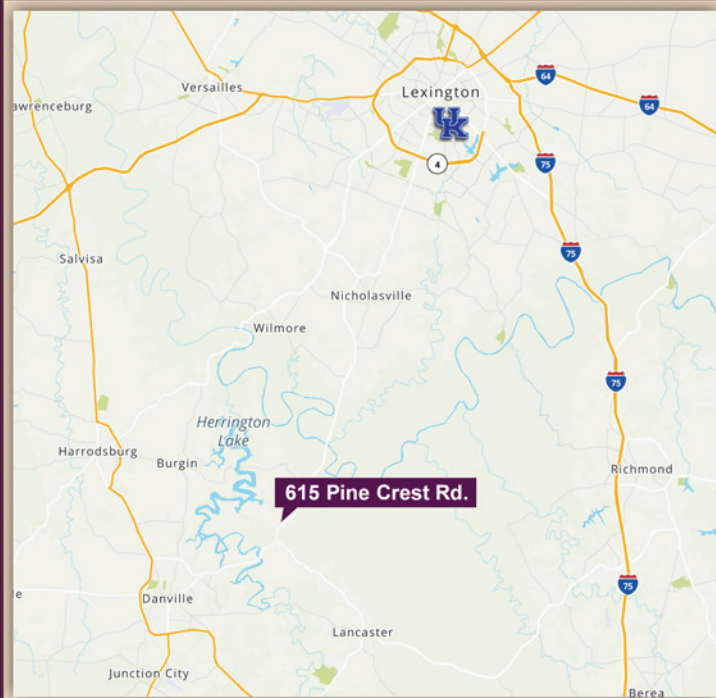 Versailles
64
Lexington
64
awrenceburg
UK
4
75
75
Salvisa
Nicholasville
Wilmore
75
Herrington
Lake
Harrodsburg
Burgin
Richmond
615 Pine Crest Rd.
75
le
Danville
Lancaster
Junction City
Berea